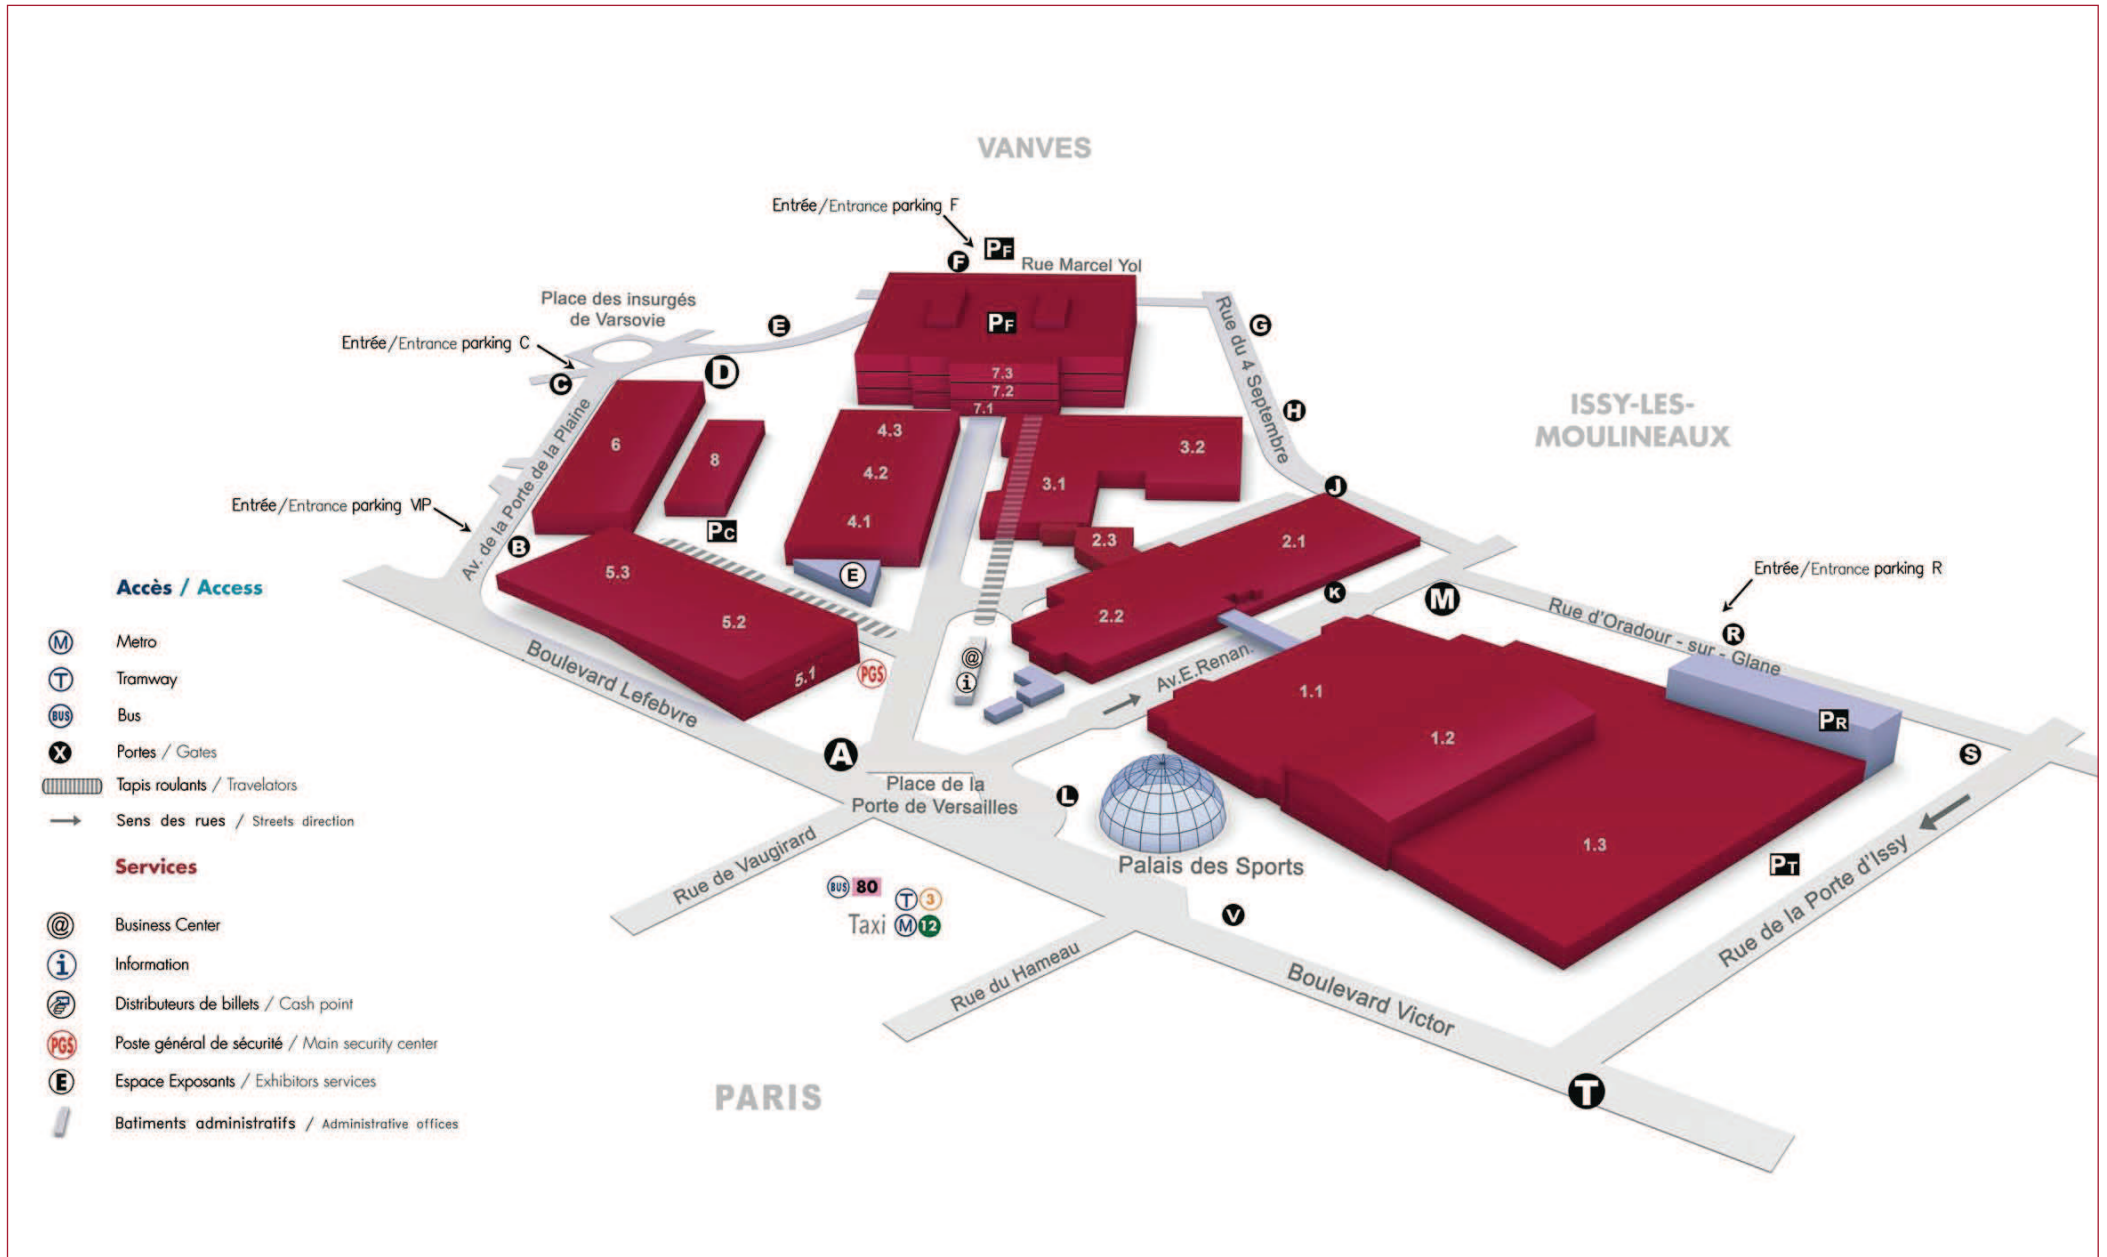 VANVES
Entrée/Entrance parking F
PF
F
Rue Marcel Yol
Place des insurgés
de Varsovie
E
PF
Rue du 4 Septembre
G
Entrée/Entrance parking C
C
D
7.3
7.2
7.1
H
ISSY-LES-
MOULINEAUX
Av. de la Porte de la Plaine
6
8
4.3
4.2
4.1
3.2
3.1
J
Entrée/Entrance parking VIP
PC
B
2.3
2.1
5.3
E
5.2
5.1
2.2
K
M
Entrée/Entrance parking R
Rue d'Oradour - sur - Glane
R
Boulevard Lefebvre
PGS
@
i
Av.E.Renan.
1.1
1.2
PR
S
A
Place de la
Porte de Versailles
L
1.3
PT
Palais des Sports
Rue de Vaugirard
BUS 80
T 3
Taxi M 12
V
Rue de la Porte d'Issy
Rue du Hameau
Boulevard Victor
T
PARIS
Accès / Access
M Metro
T Tramway
BUS Bus
X Portes / Gates
Tapis roulants / Travelators
Sens des rues / Streets direction
Services
@ Business Center
i Information
Distributeurs de billets / Cash point
PGS Poste général de sécurité / Main security center
E Espace Exposants / Exhibitors services
Batiments administratifs / Administrative offices